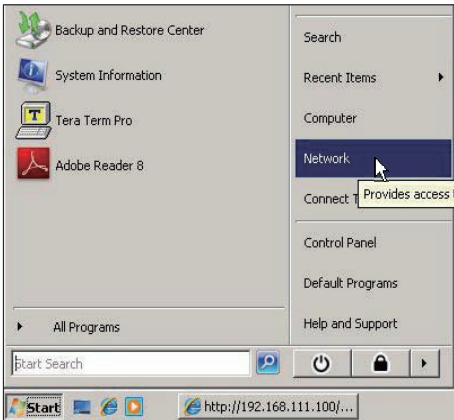 Backup and Restore Center
System Information
Tera Term Pro
Adobe Reader 8
All Programs
Start Search
Search
Recent Items
Computer
Network
Connect T
Provides access
Control Panel
Default Programs
Help and Support
Start
http://192.168.111.100/...